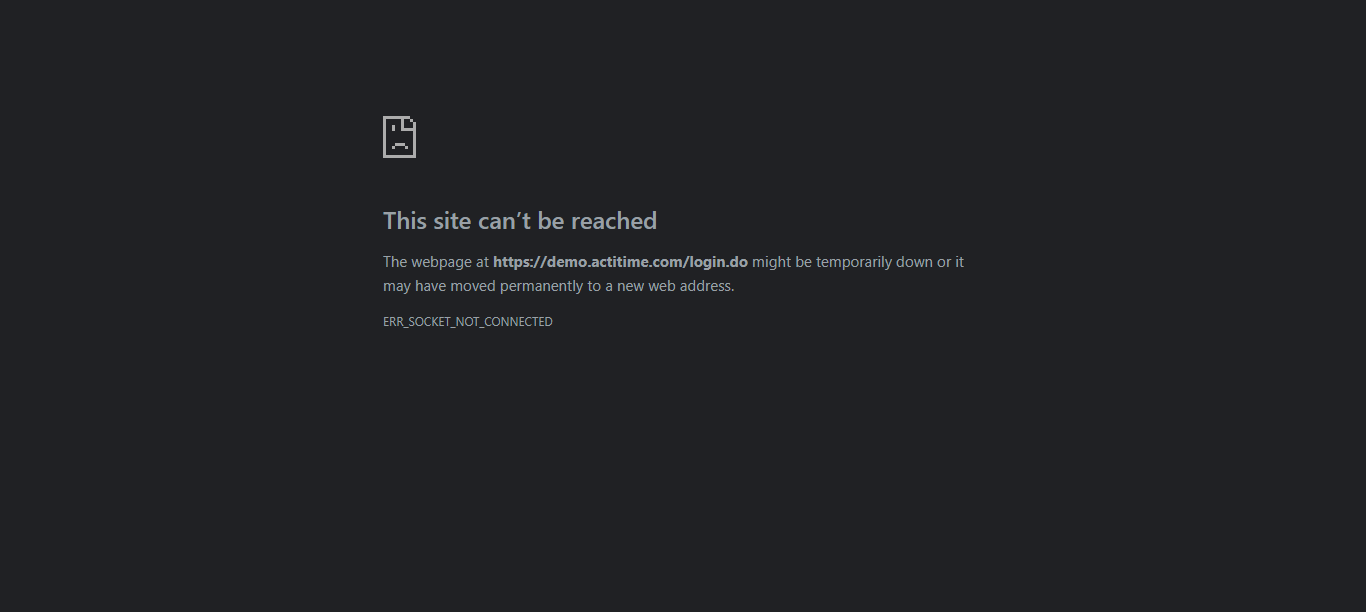 This site can’t be reached
The webpage at https://demo.actitime.com/login.do might be temporarily down or it
may have moved permanently to a new web address.
ERR_SOCKET_NOT_CONNECTED